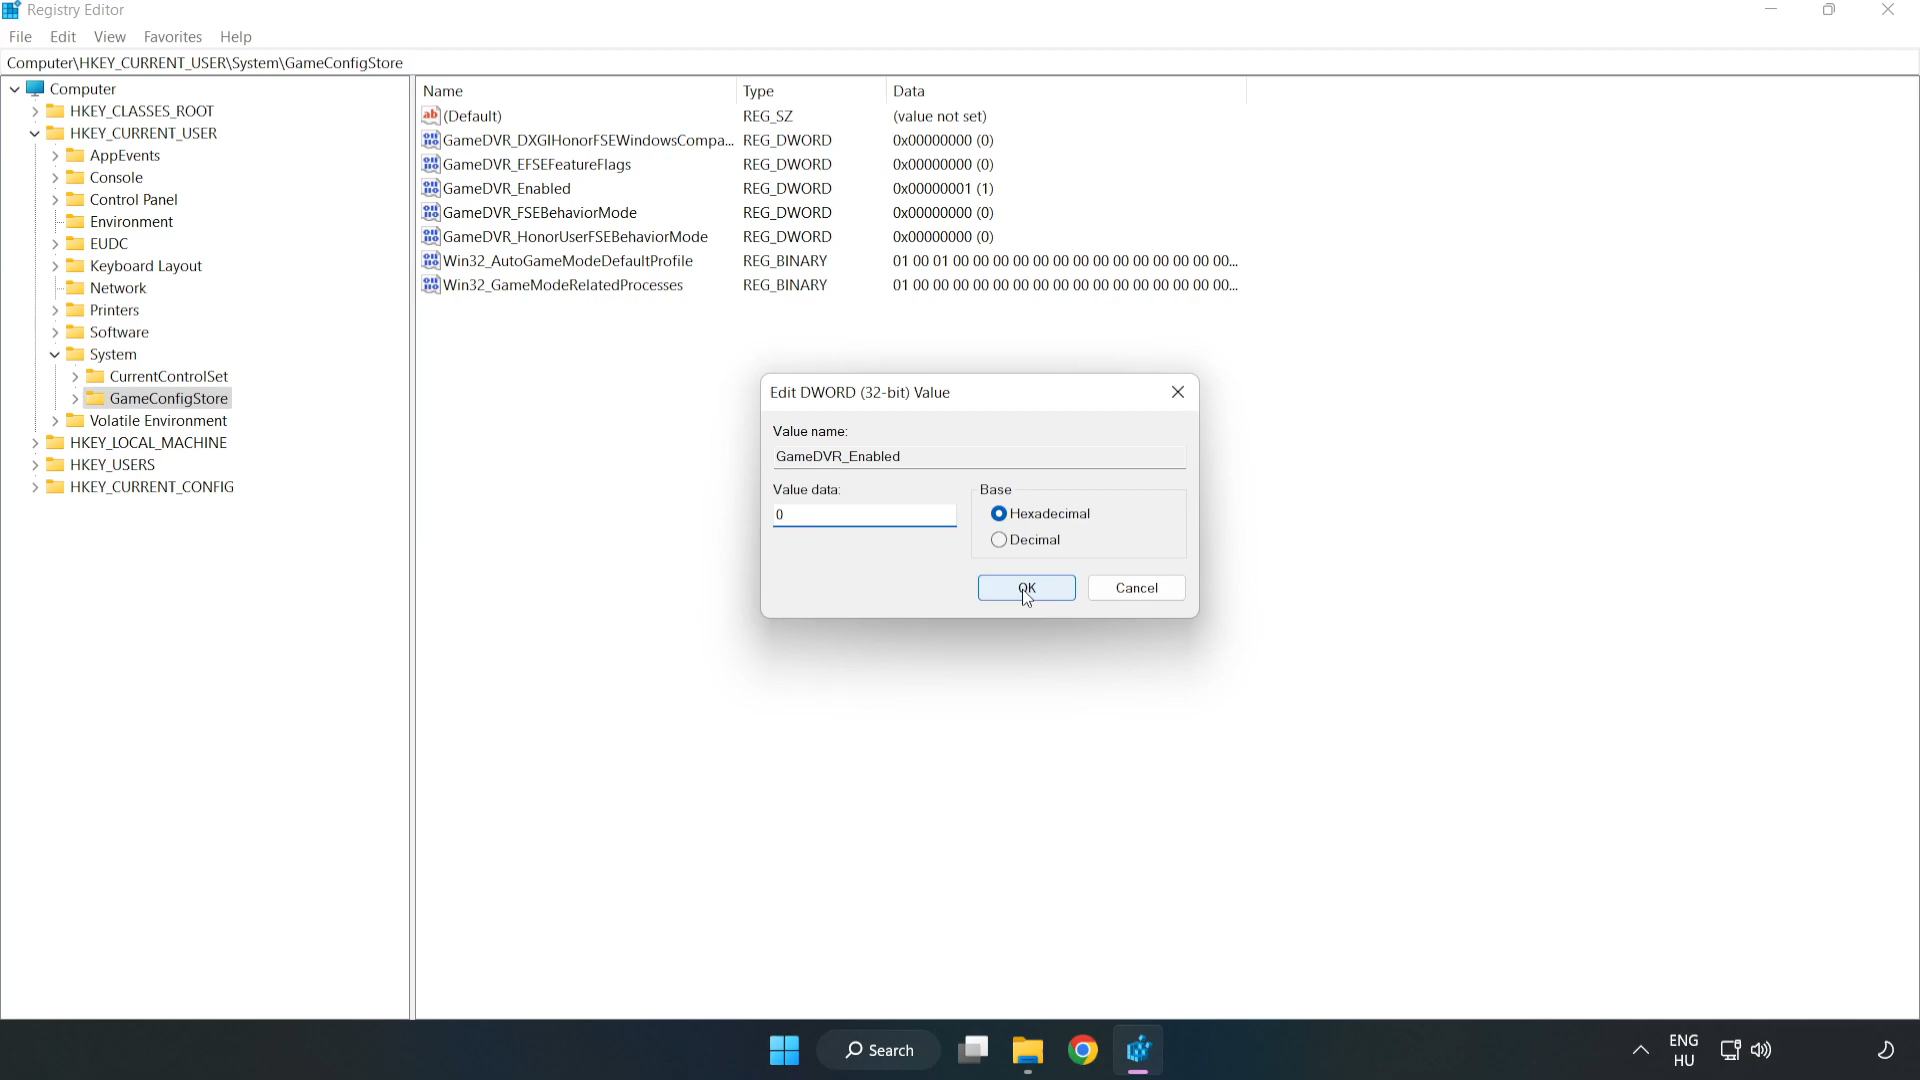 Registry Editor
File Edit View Favorites Help
Computer\HKEY_CURRENT_USER\System\GameConfigStore
Computer
HKEY_CLASSES_ROOT
HKEY_CURRENT_USER
AppEvents
Console
Control Panel
Environment
EUDC
Keyboard Layout
Network
Printers
Software
System
CurrentControlSet
GameConfigStore
Volatile Environment
HKEY_LOCAL_MACHINE
HKEY_USERS
HKEY_CURRENT_CONFIG
Name Type Data
(Default) REG_SZ (value not set)
GameDVR_DXGIHonorFSEWindowsCompa... REG_DWORD 0x00000000 (0)
GameDVR_EFSEFeatureFlags REG_DWORD 0x00000000 (0)
GameDVR_Enabled REG_DWORD 0x00000001 (1)
GameDVR_FSEBehaviorMode REG_DWORD 0x00000000 (0)
GameDVR_HonorUserFSEBehaviorMode REG_DWORD 0x00000000 (0)
Win32_AutoGameModeDefaultProfile REG_BINARY 01 00 01 00 00 00 00 00 00 00 00 00 00 00 00 00 00...
Win32_GameModeRelatedProcesses REG_BINARY 01 00 00 00 00 00 00 00 00 00 00 00 00 00 00 00 00...
Edit DWORD (32-bit) Value
Value name:
GameDVR_Enabled
Value data: Base
0 Hexadecimal
Decimal
OK Cancel
Search
ENG
HU